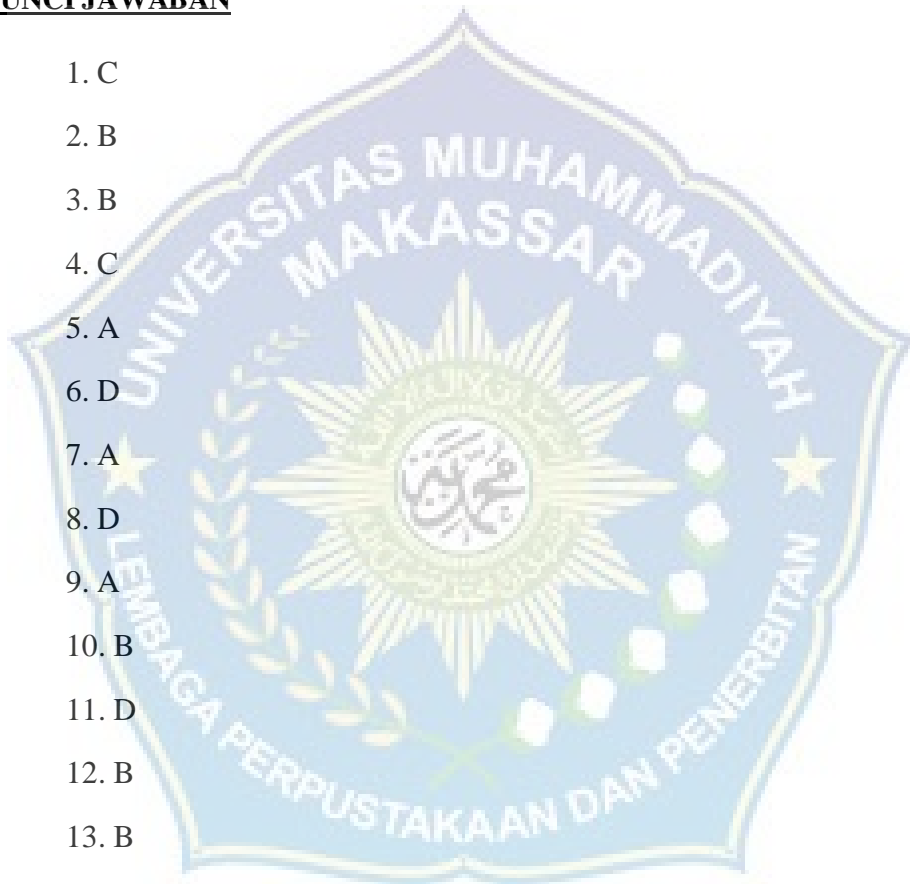 UNCI JAWABAN
1. C
2. B
3. B
4. C
5. A
6. D
7. A
8. D
9. A
10. B
11. D
12. B
13. B
UNIVERSITAS MUHAMMADIYAH
MAKASSAR
LEMBAGA PERPUSTAKAAN DAN PENERBITAN